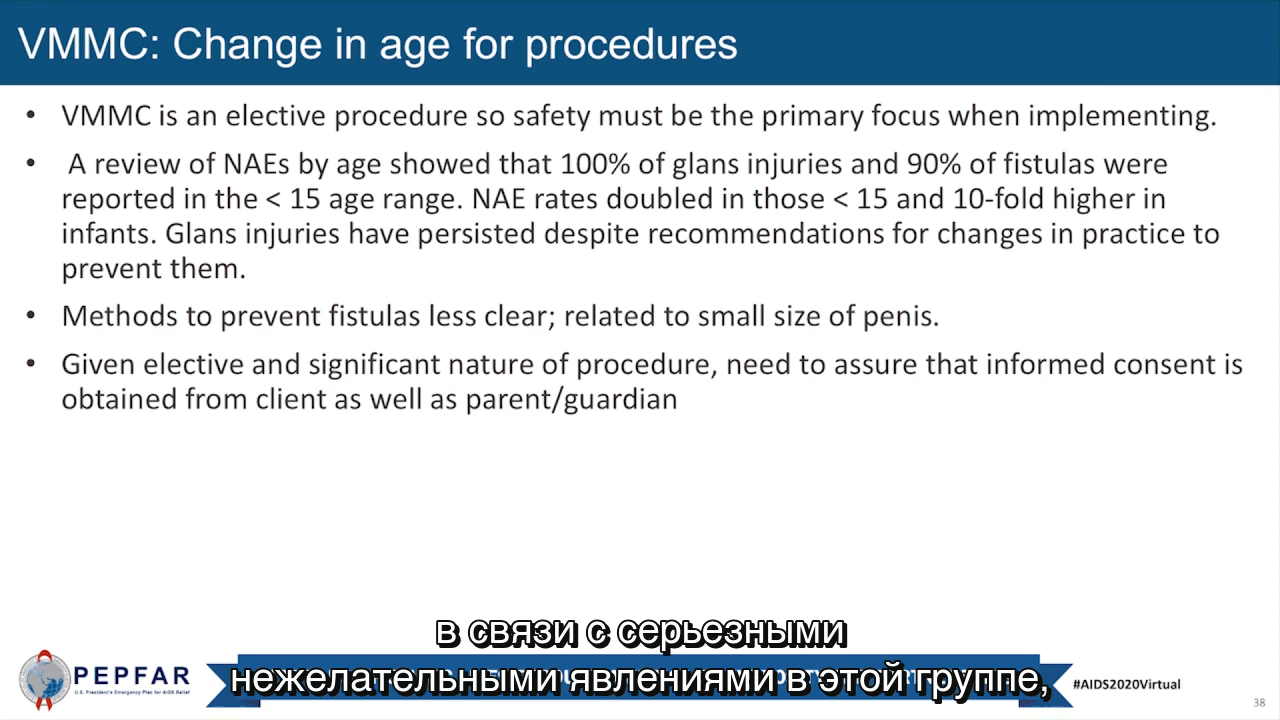 VMMC: Change in age for procedures
• VMMC is an elective procedure so safety must be the primary focus when implementing.
• A review of NAEs by age showed that 100% of glans injuries and 90% of fistulas were
reported in the < 15 age range. NAE rates doubled in those < 15 and 10-fold higher in
infants. Glans injuries have persisted despite recommendations for changes in practice to
prevent them.
• Methods to prevent fistulas less clear; related to small size of penis.
• Given elective and significant nature of procedure, need to assure that informed consent is
obtained from client as well as parent/guardian
в связи с серьезными
нежелательными явлениями в этой группе,
PEPFAR
U.S. President's Emergency Plan for AIDS Relief
#AIDS2020Virtual
38